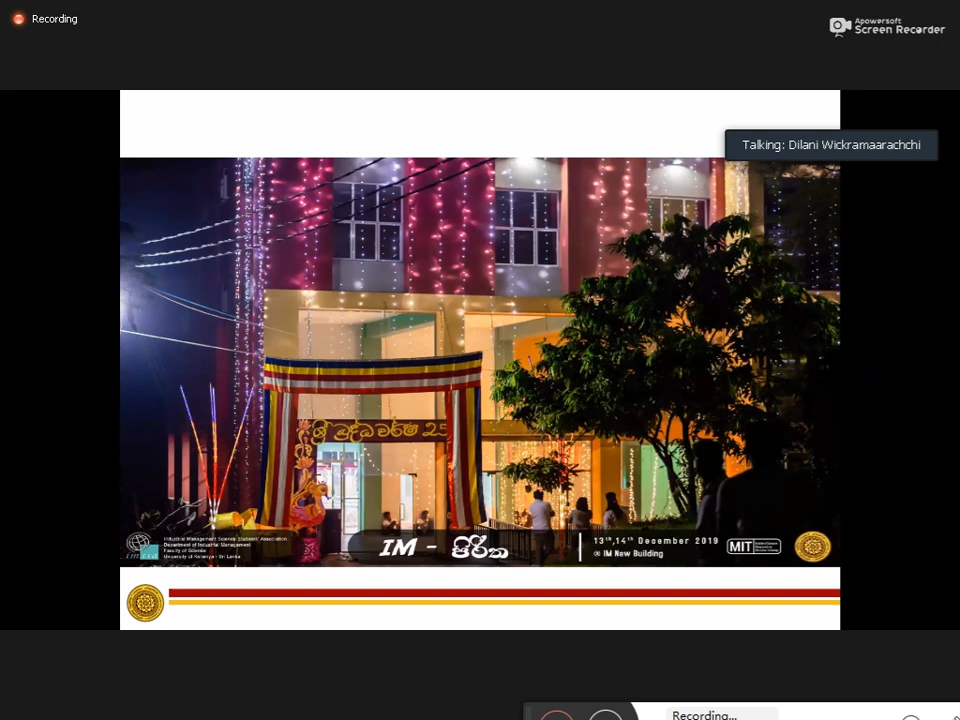 Recording
Apowersoft
Screen Recorder
Talking: Dilani Wickramaarachchi
ශ්‍රී බුද්ධ වර්ෂ 25
Industrial Management Science Students' Association
Department of Industrial Management
Faculty of Science
University of Kelaniya - Sri Lanka
IM - පිරිත
13th,14th December 2019
@ IM New Building
MIT
Recording...